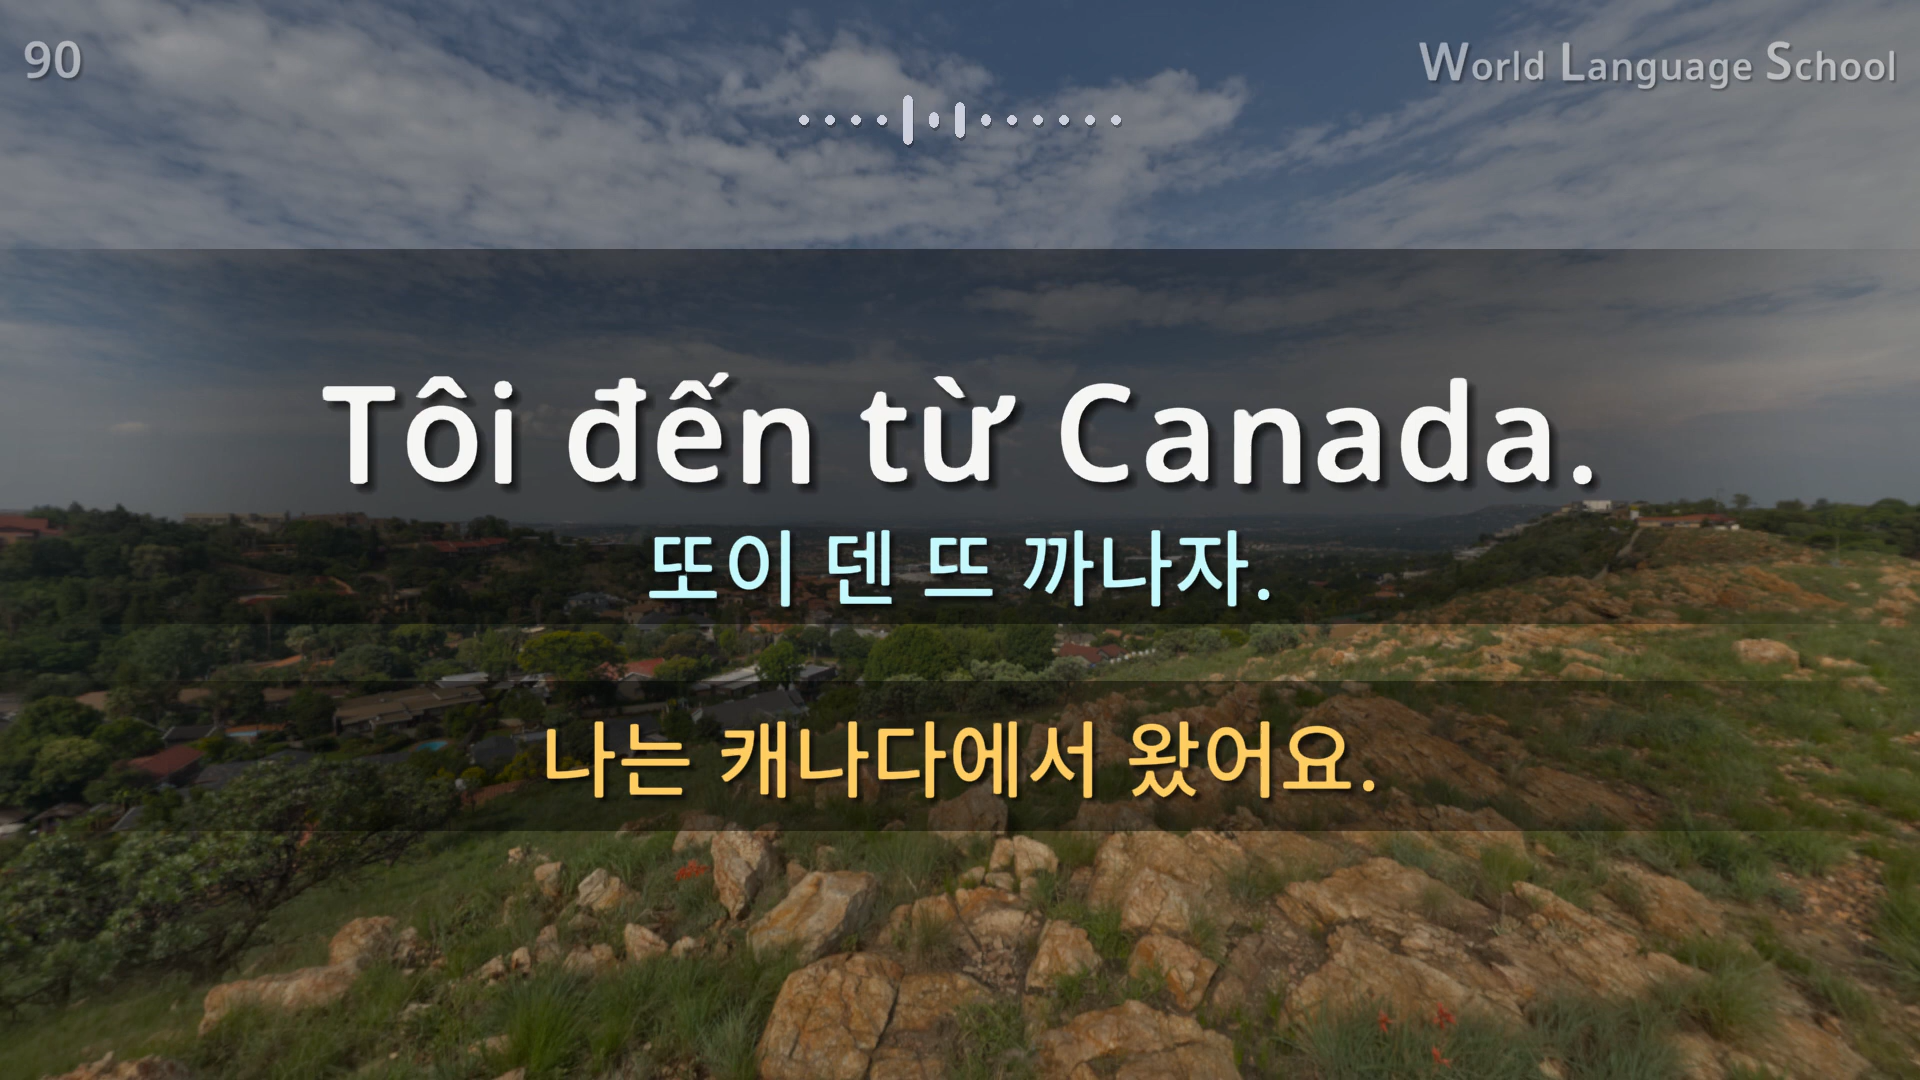 90
World Language School
Tôi đến từ Canada.
또이 덴 뜨 까나자.
나는 캐나다에서 왔어요.